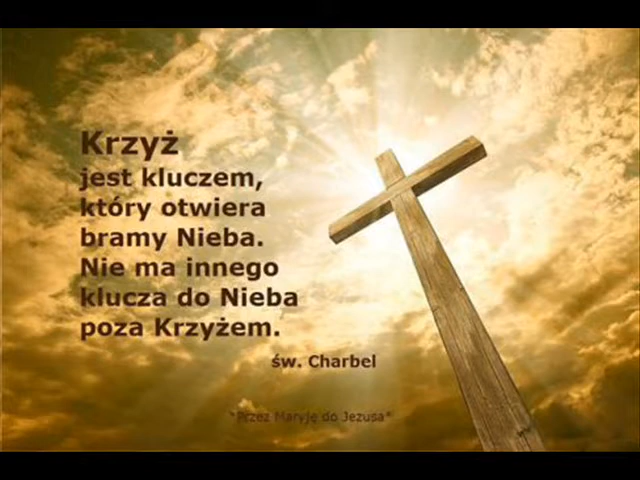 Krzyż
jest kluczem,
który otwiera
bramy Nieba.
Nie ma innego
klucza do Nieba
poza Krzyżem.
św. Charbel
"Przez Maryję do Jezusa"